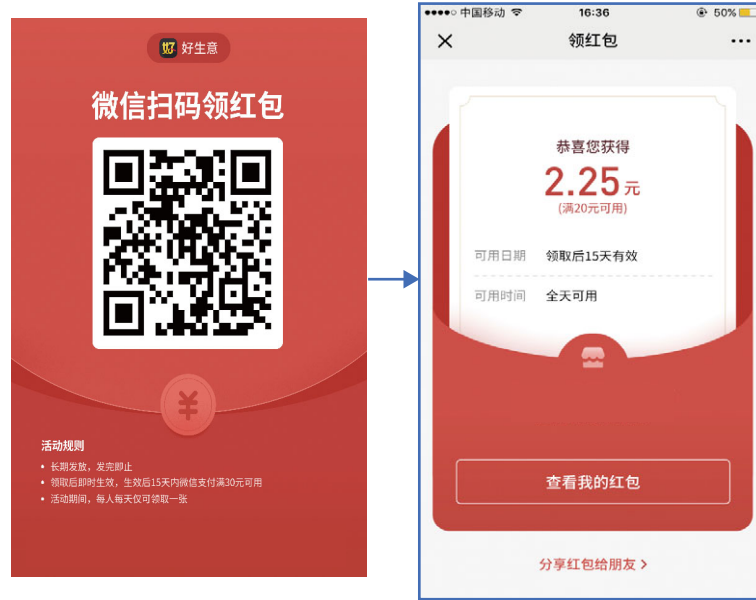 好生意
微信扫码领红包
¥
活动规则
• 长期发放，发完即止
• 领取后即时生效，生效后15天内微信支付满30元可用
• 活动期间，每人每天仅可领取一张
中国移动 16:36 50%
领红包
恭喜您获得
2.25元
(满20元可用)
可用日期 领取后15天有效
可用时间 全天可用
查看我的红包
分享红包给朋友 >